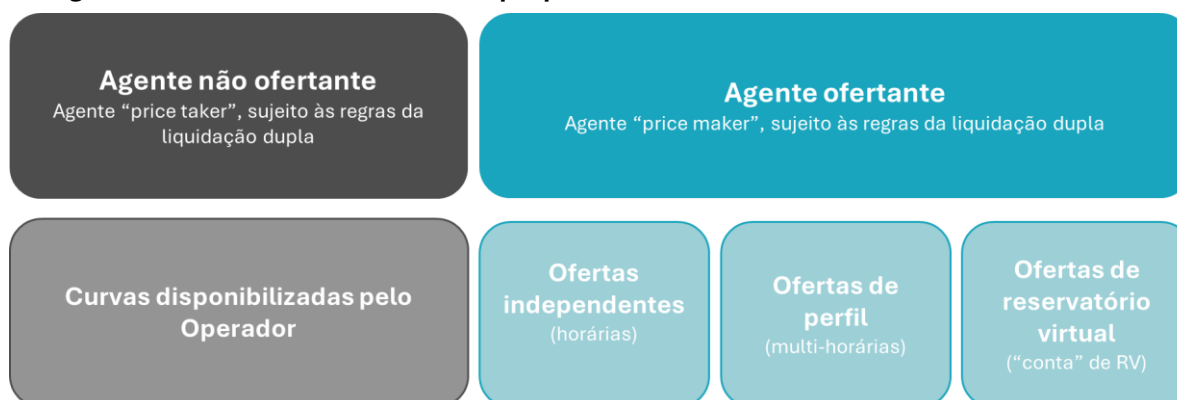 Agente não ofertante
Agente “price taker”, sujeito às regras da
liquidação dupla
Agente ofertante
Agente “price maker”, sujeito às regras da liquidação dupla
Curvas disponibilizadas pelo
Operador
Ofertas
independentes
(horárias)
Ofertas de
perfil
(multi-horárias)
Ofertas de
reservatório
virtual
(“conta” de RV)